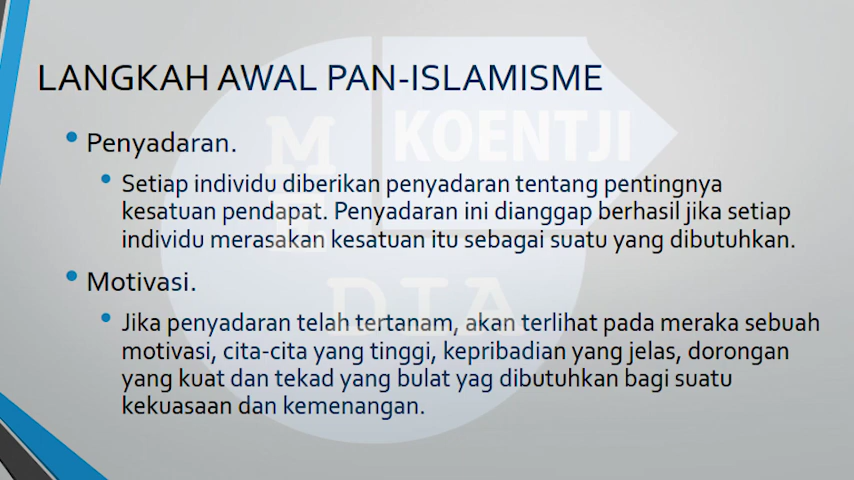 LANGKAH AWAL PAN-ISLAMISME
• Penyadaran.
• Setiap individu diberikan penyadaran tentang pentingnya
kesatuan pendapat. Penyadaran ini dianggap berhasil jika setiap
individu merasakan kesatuan itu sebagai suatu yang dibutuhkan.
• Motivasi.
• Jika penyadaran telah tertanam, akan terlihat pada meraka sebuah
motivasi, cita-cita yang tinggi, kepribadian yang jelas, dorongan
yang kuat dan tekad yang bulat yag dibutuhkan bagi suatu
kekuasaan dan kemenangan.
KOENTJI
MEDIA